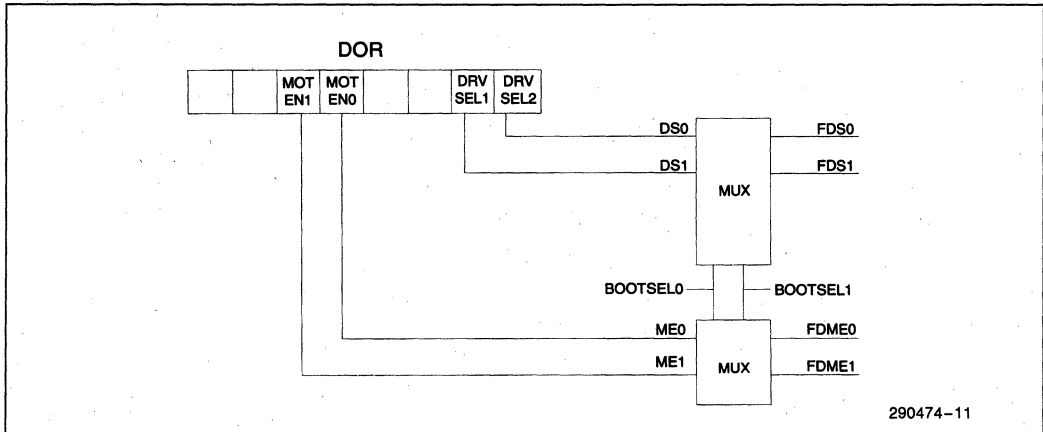 DOR
MOT EN1
MOT EN0
DRV SEL1
DRV SEL2
DS0
FDS0
DS1
FDS1
MUX
BOOTSEL0
BOOTSEL1
ME0
FDME0
ME1
FDME1
MUX
290474–11